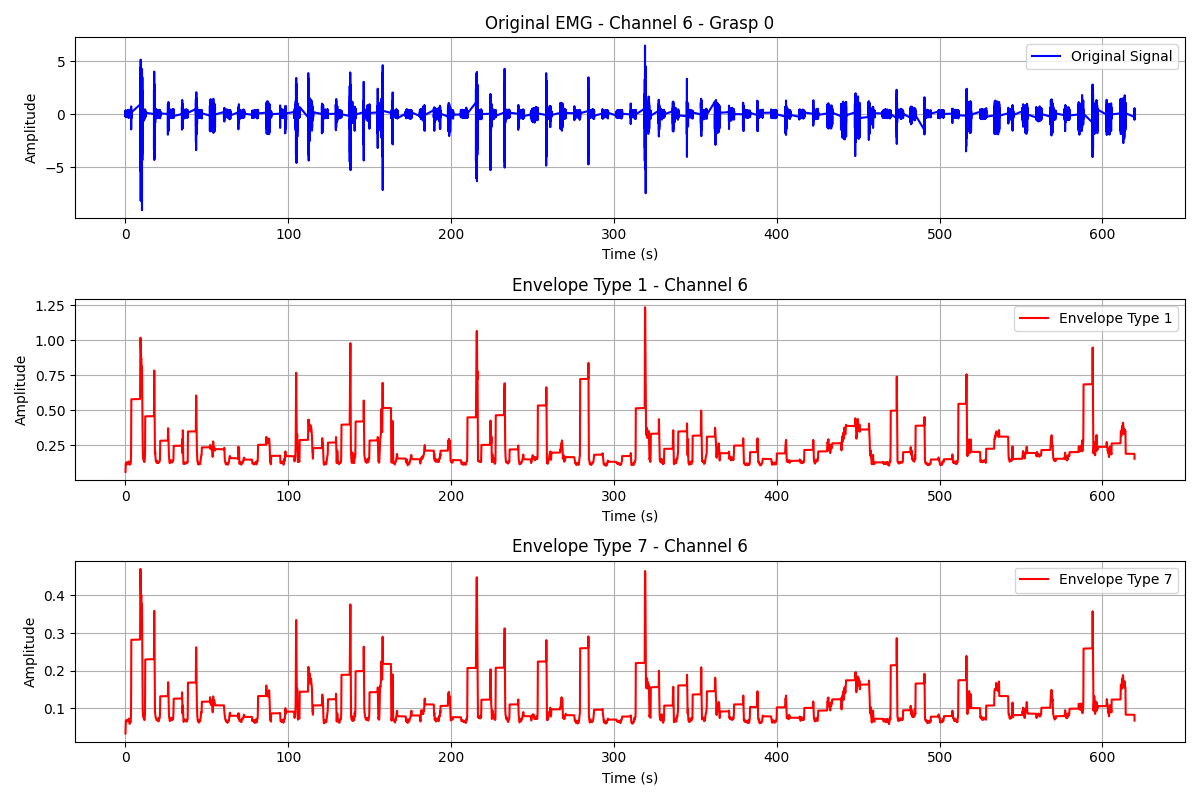 Original EMG - Channel 6 - Grasp 0
Original Signal
Amplitude
5
0
−5
0 100 200 300 400 500 600
Time (s)
Envelope Type 1 - Channel 6
Envelope Type 1
Amplitude
1.25
1.00
0.75
0.50
0.25
0 100 200 300 400 500 600
Time (s)
Envelope Type 7 - Channel 6
Envelope Type 7
Amplitude
0.4
0.3
0.2
0.1
0 100 200 300 400 500 600
Time (s)